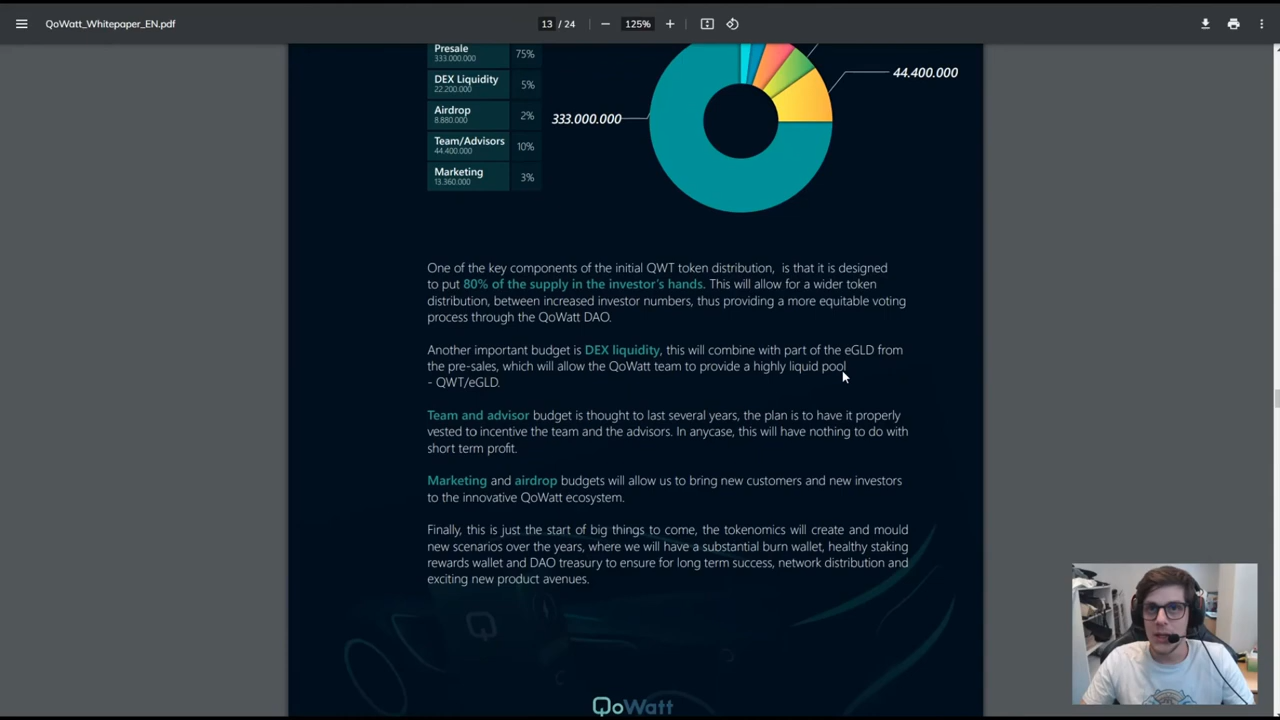 QoWatt_Whitepaper_EN.pdf
13 / 24
125%
Presale
333.000.000
75%
DEX Liquidity
22.200.000
5%
Airdrop
8.880.000
2%
Team/Advisors
44.400.000
10%
Marketing
13.360.000
3%
333.000.000
44.400.000
One of the key components of the initial QWT token distribution, is that it is designed
to put 80% of the supply in the investor's hands. This will allow for a wider token
distribution, between increased investor numbers, thus providing a more equitable voting
process through the QoWatt DAO.
Another important budget is DEX liquidity, this will combine with part of the eGLD from
the pre-sales, which will allow the QoWatt team to provide a highly liquid pool
- QWT/eGLD.
Team and advisor budget is thought to last several years, the plan is to have it properly
vested to incentive the team and the advisors. In anycase, this will have nothing to do with
short term profit.
Marketing and airdrop budgets will allow us to bring new customers and new investors
to the innovative QoWatt ecosystem.
Finally, this is just the start of big things to come, the tokenomics will create and mould
new scenarios over the years, where we will have a substantial burn wallet, healthy staking
rewards wallet and DAO treasury to ensure for long term success, network distribution and
exciting new product avenues.
QoWatt